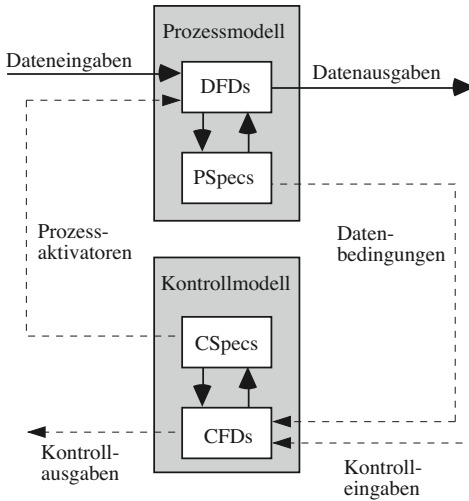 Prozessmodell
Dateneingaben
DFDs
Datenausgaben
PSpecs
Prozess-
aktivatoren
Daten-
bedingungen
Kontrollmodell
CSpecs
CFDs
Kontroll-
ausgaben
Kontroll-
eingaben